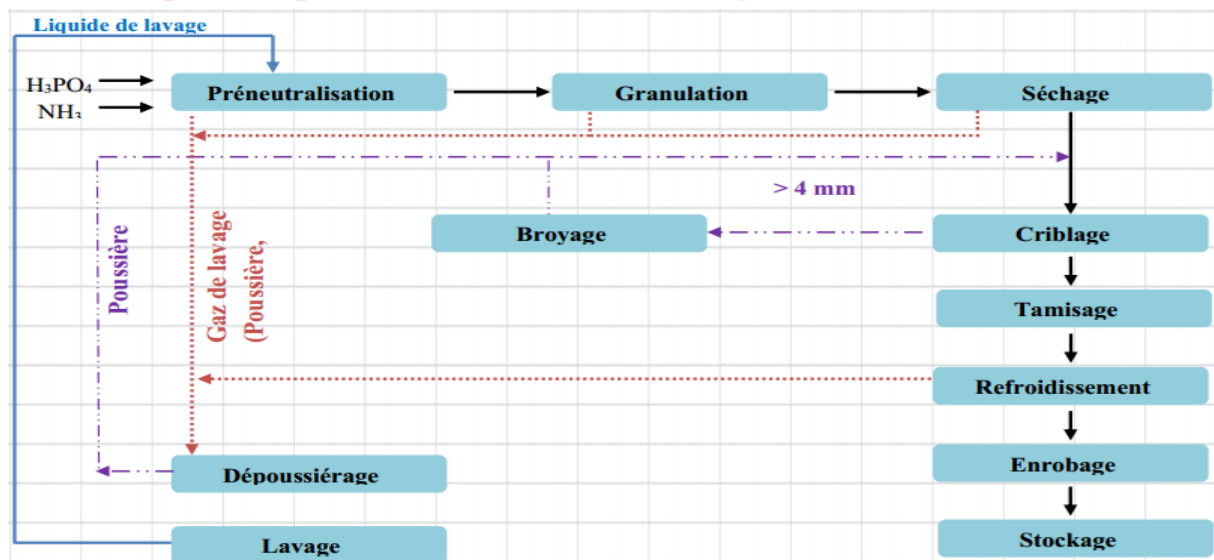 Liquide de lavage
H₃PO₄
NH₃
Préneutralisation
Granulation
Séchage
> 4 mm
Broyage
Criblage
Poussière
Gaz de lavage
(Poussière,
Tamisage
Refroidissement
Dépoussiérage
Enrobage
Lavage
Stockage